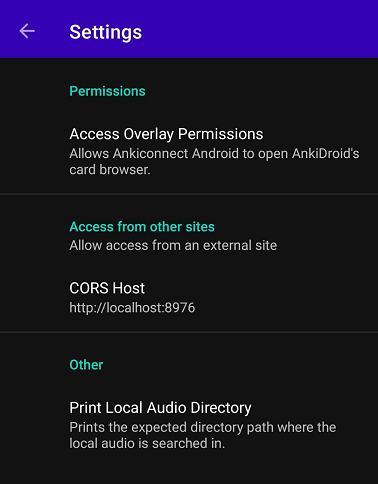 Settings
Permissions
Access Overlay Permissions
Allows Ankiconnect Android to open AnkiDroid's
card browser.
Access from other sites
Allow access from an external site
CORS Host
http://localhost:8976
Other
Print Local Audio Directory
Prints the expected directory path where the
local audio is searched in.